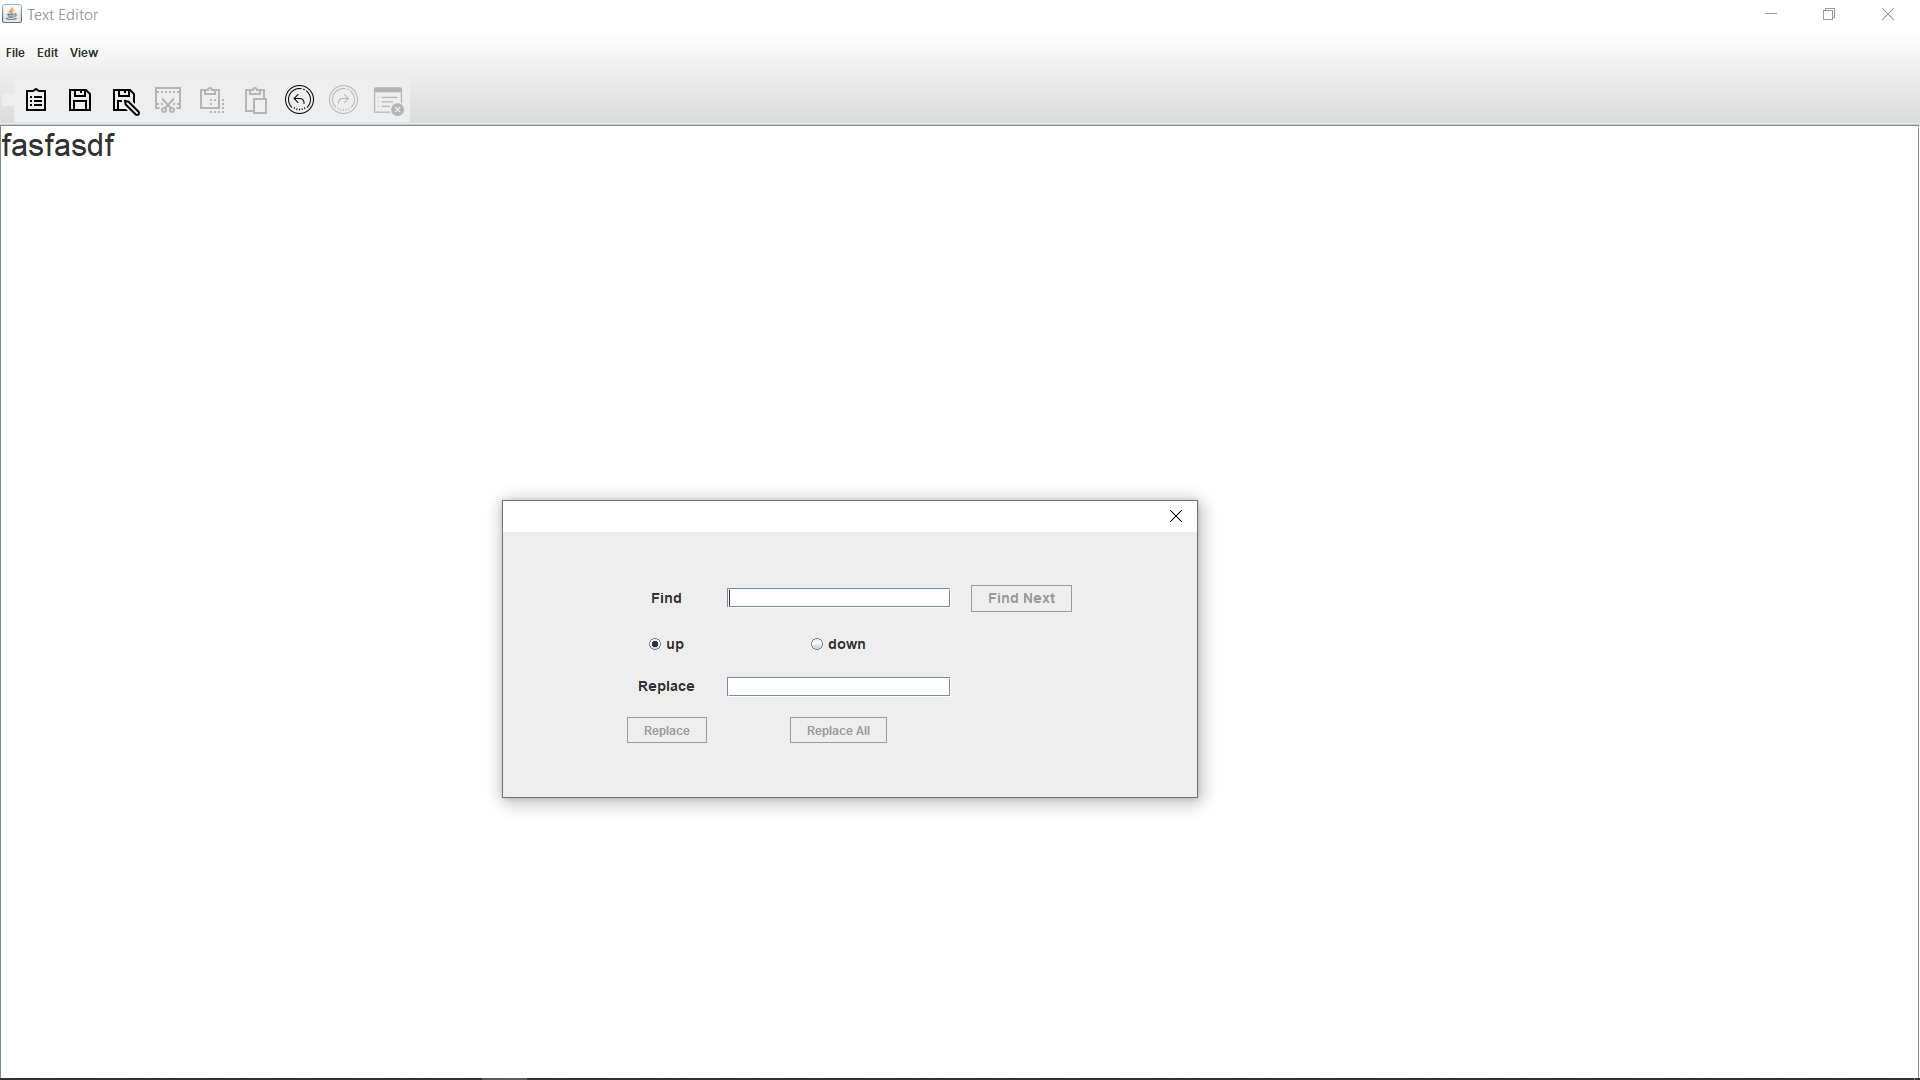 Text Editor
File Edit View
fasfasdf
Find Find Next
up down
Replace
Replace Replace All